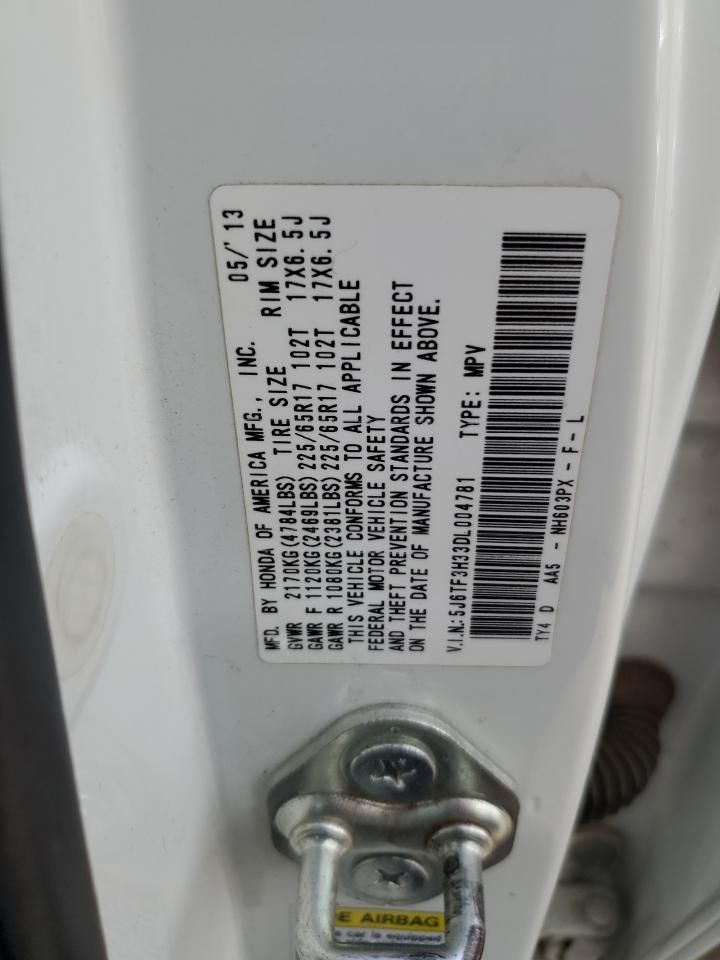 MFD. BY HONDA OF AMERICA MFG., INC. 05/'13
GVWR 2170KG(4784LBS) TIRE SIZE RIM SIZE
GAWR F 1120KG(2469LBS) 225/65R17 102T 17X6.5J
GAWR R 1080KG(2381LBS) 225/65R17 102T 17X6.5J
THIS VEHICLE CONFORMS TO ALL APPLICABLE
FEDERAL MOTOR VEHICLE SAFETY
AND THEFT PREVENTION STANDARDS IN EFFECT
ON THE DATE OF MANUFACTURE SHOWN ABOVE.
V.I.N.: 5J6TF3H33DL004781 TYPE: MPV
TY4 D AA5 - NH603PX - F - L
E AIRBAG
car is equipped